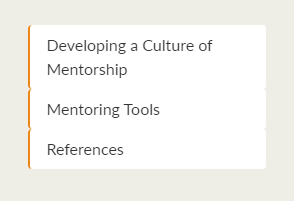 Developing a Culture of
Mentorship
Mentoring Tools
References